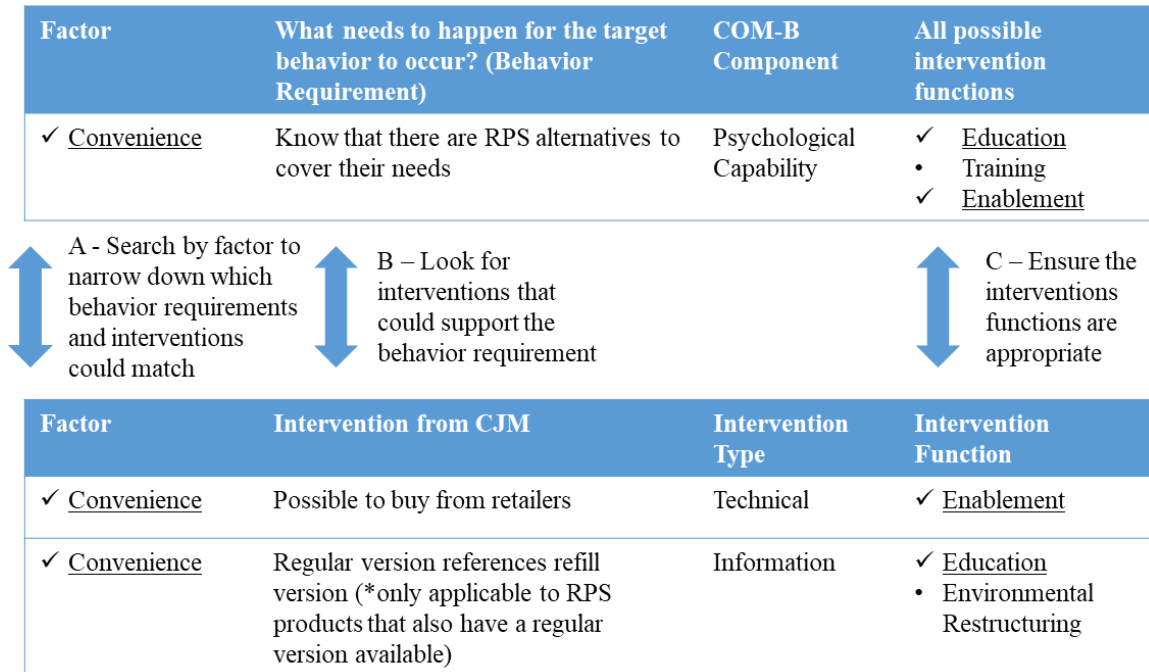 Factor
What needs to happen for the target
behavior to occur? (Behavior
Requirement)
COM-B
Component
All possible
intervention
functions
✓ Convenience
Know that there are RPS alternatives to
cover their needs
Psychological
Capability
✓ Education
• Training
✓ Enablement
A - Search by factor to
narrow down which
behavior requirements
and interventions
could match
B – Look for
interventions that
could support the
behavior requirement
C – Ensure the
interventions
functions are
appropriate
Factor
Intervention from CJM
Intervention
Type
Intervention
Function
✓ Convenience
Possible to buy from retailers
Technical
✓ Enablement
✓ Convenience
Regular version references refill
version (*only applicable to RPS
products that also have a regular
version available)
Information
✓ Education
• Environmental
Restructuring